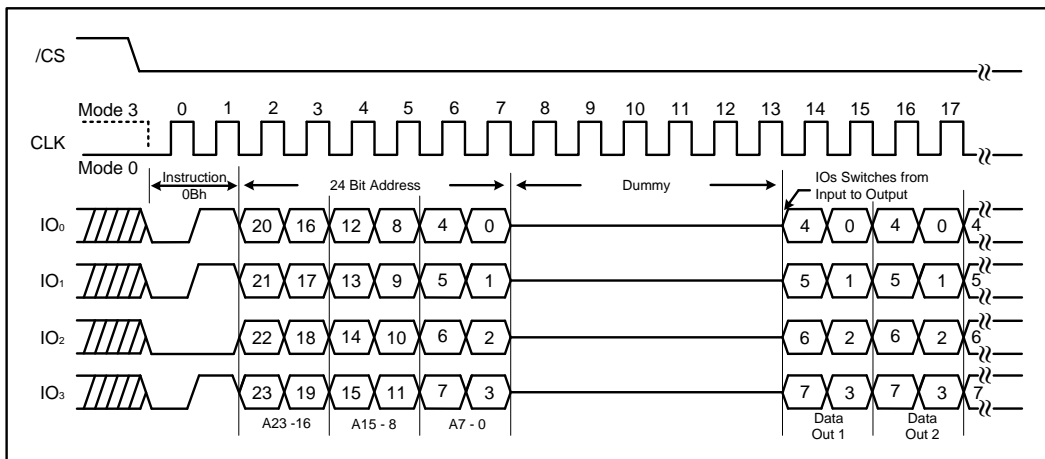 /CS
Mode 3 0 1 2 3 4 5 6 7 8 9 10 11 12 13 14 15 16 17
CLK
Mode 0
Instruction
0Bh
24 Bit Address
Dummy
IOs Switches from
Input to Output
IO0 20 16 12 8 4 0 4 0 4 0 4
IO1 21 17 13 9 5 1 5 1 5 1 5
IO2 22 18 14 10 6 2 6 2 6 2 6
IO3 23 19 15 11 7 3 7 3 7 3 7
A23 -16 A15 - 8 A7 - 0
Data
Out 1
Data
Out 2